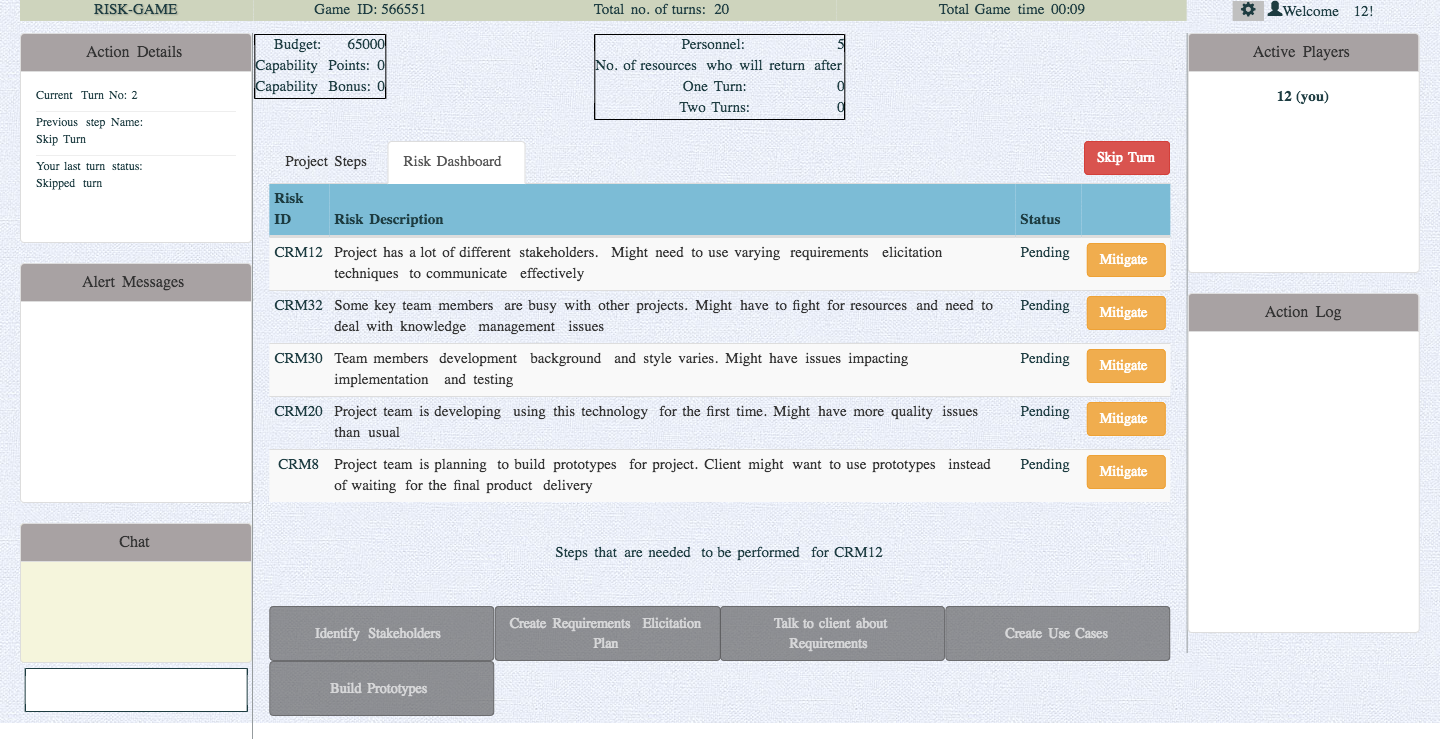 RISK-GAME Game ID: 566551 Total no. of turns: 20 Total Game time 00:09 Welcome 12!
Action Details
Current Turn No: 2
Previous step Name:
Skip Turn
Your last turn status:
Skipped turn
Alert Messages
Chat
Budget: 65000
Capability Points: 0
Capability Bonus: 0
Personnel: 5
No. of resources who will return after
One Turn: 0
Two Turns: 0
Project Steps Risk Dashboard Skip Turn
Risk
ID Risk Description Status
CRM12 Project has a lot of different stakeholders. Might need to use varying requirements elicitation Pending Mitigate
techniques to communicate effectively
CRM32 Some key team members are busy with other projects. Might have to fight for resources and need to Pending Mitigate
deal with knowledge management issues
CRM30 Team members development background and style varies. Might have issues impacting Pending Mitigate
implementation and testing
CRM20 Project team is developing using this technology for the first time. Might have more quality issues Pending Mitigate
than usual
CRM8 Project team is planning to build prototypes for project. Client might want to use prototypes instead Pending Mitigate
of waiting for the final product delivery
Steps that are needed to be performed for CRM12
Identify Stakeholders
Create Requirements Elicitation
Plan
Talk to client about
Requirements
Create Use Cases
Build Prototypes
Active Players
12 (you)
Action Log